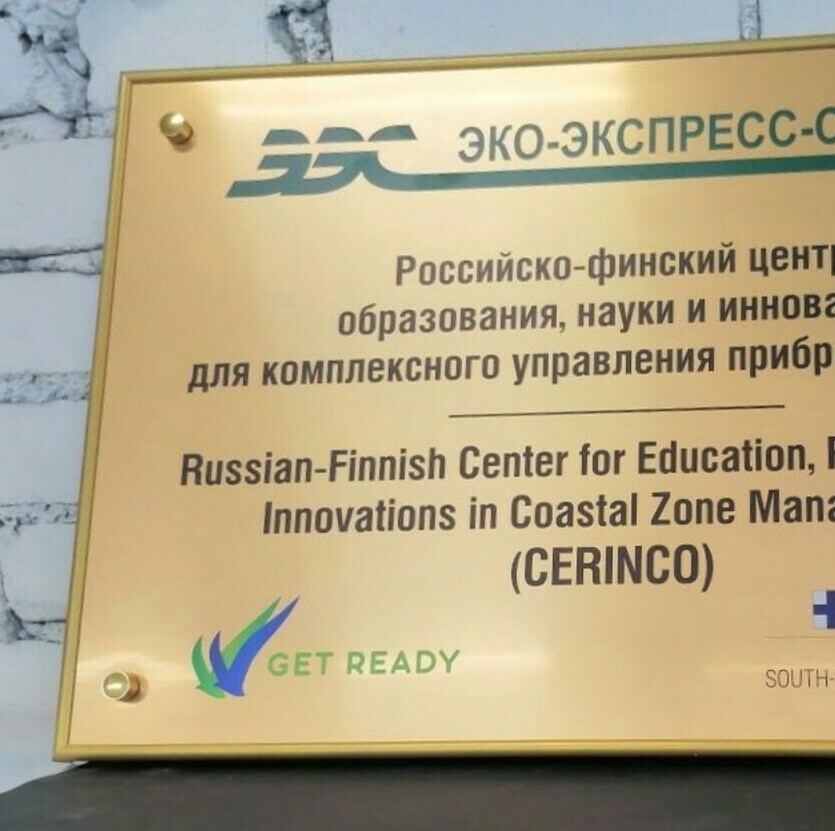 ЭЭС ЭКО-ЭКСПРЕСС-С
Российско-финский центр
образования, науки и иннова
для комплексного управления прибр
Russian-Finnish Center for Education,
Innovations in Coastal Zone Mana
(CERINCO)
GET READY
SOUTH-